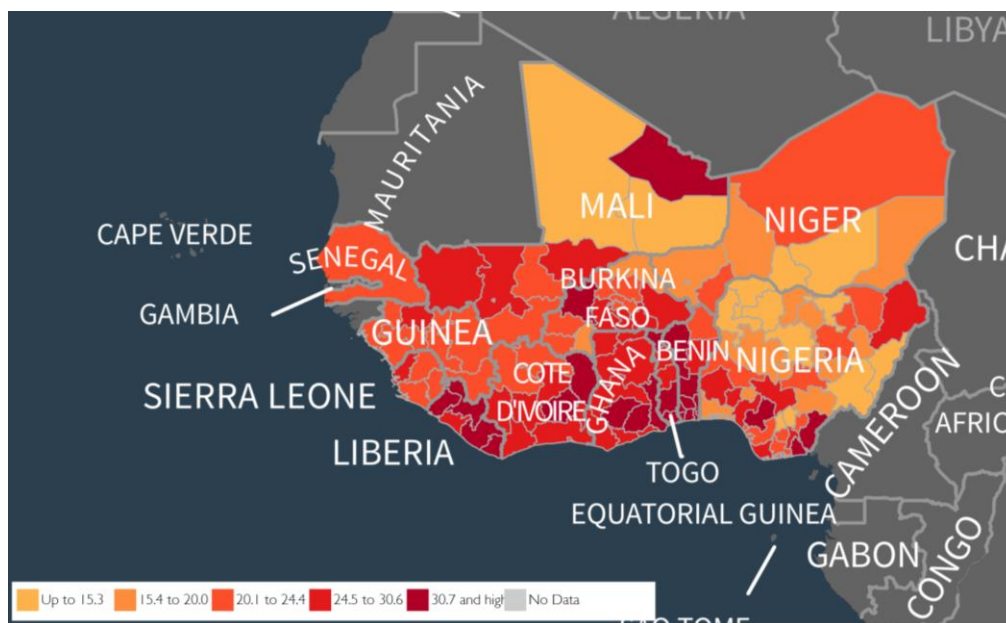 ALGERIA
LIBYA
MAURITANIA
CAPE VERDE
MALI
NIGER
CHA
SENEGAL
BURKINA
FASO
GAMBIA
GUINEA
BENIN
NIGERIA
COTE
D'IVOIRE
GHANA
SIERRA LEONE
LIBERIA
CAMEROON
C
AFRIC
TOGO
EQUATORIAL GUINEA
GABON
CONGO
Up to 15.3
15.4 to 20.0
20.1 to 24.4
24.5 to 30.6
30.7 and high
No Data
SAO TOME